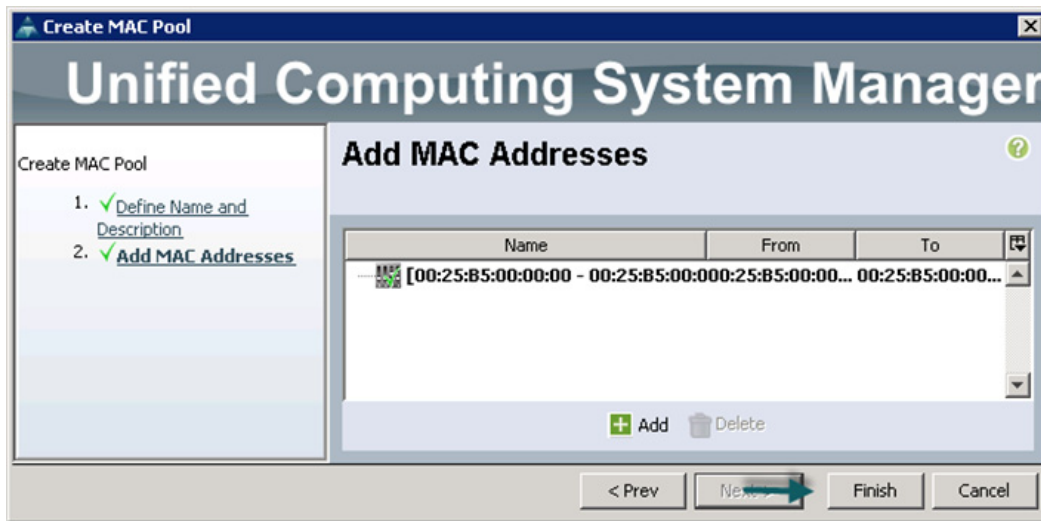 Create MAC Pool
Unified Computing System Manager
Create MAC Pool
1. Define Name and
Description
2. Add MAC Addresses
Add MAC Addresses
Name From To
[00:25:B5:00:00:00 - 00:25:B5:00:000:25:B5:00:00... 00:25:B5:00:00...
Add Delete
< Prev Next > Finish Cancel